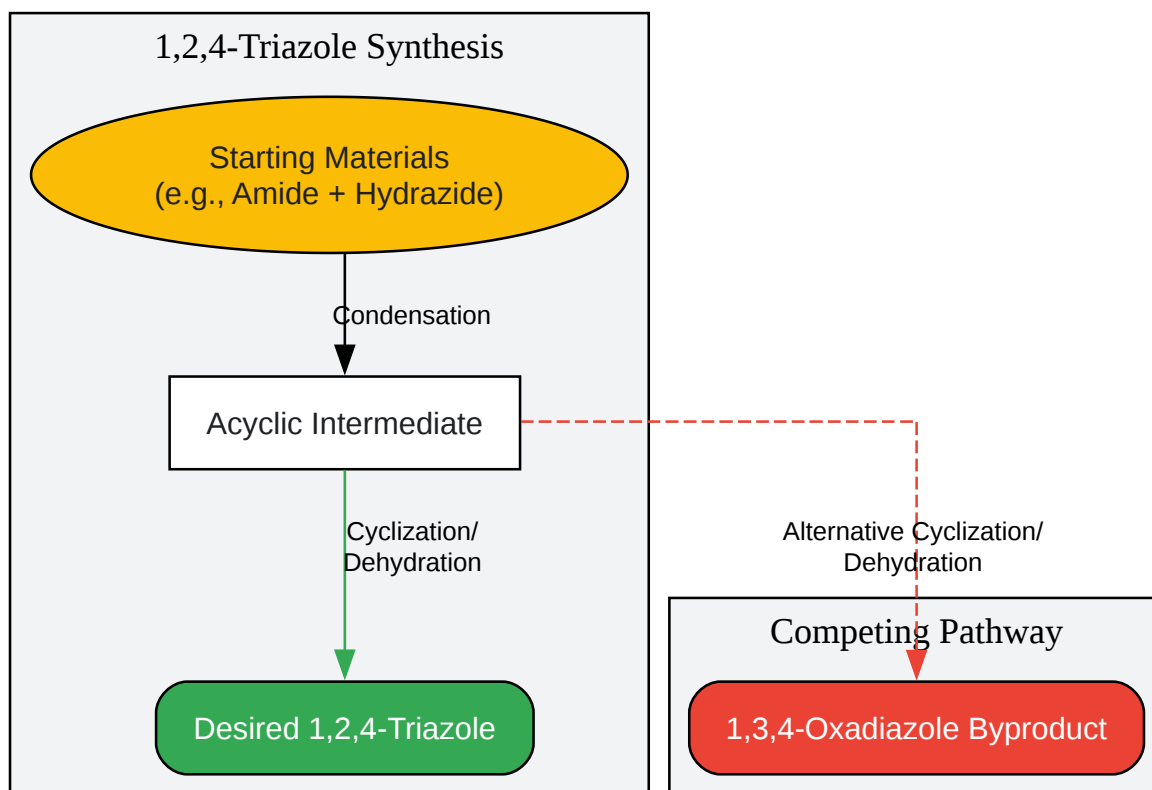 1,2,4-Triazole Synthesis
Starting Materials
(e.g., Amide + Hydrazide)
Condensation
Acyclic Intermediate
Cyclization/
Dehydration
Alternative Cyclization/
Dehydration
Competing Pathway
Desired 1,2,4-Triazole
1,3,4-Oxadiazole Byproduct